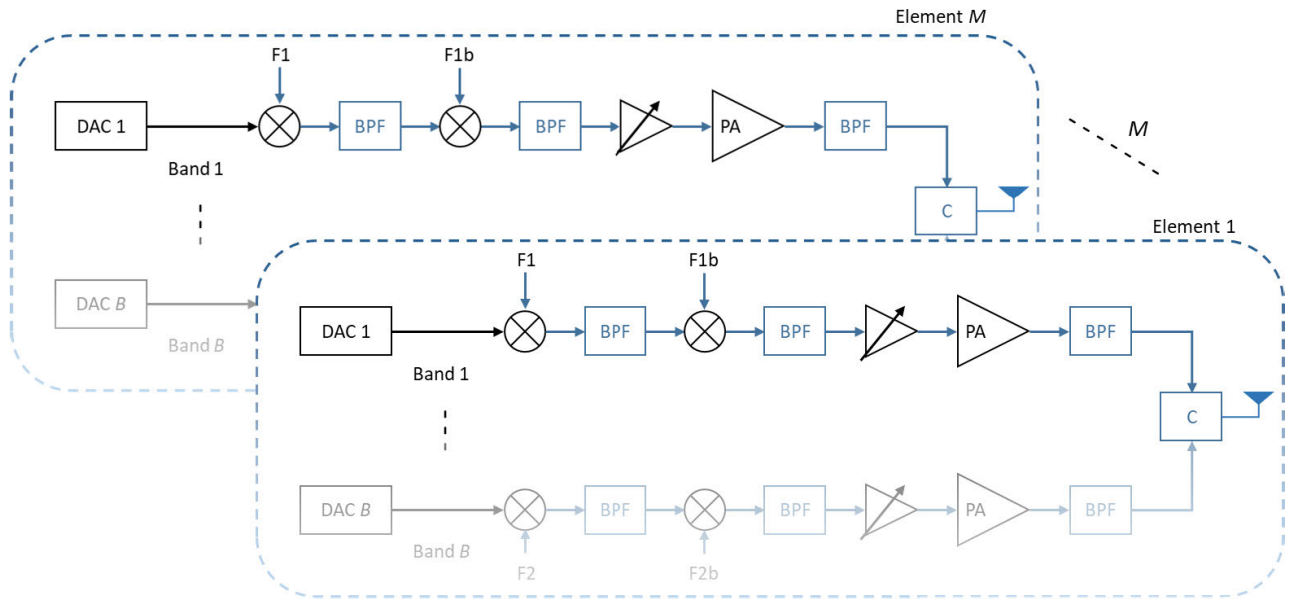 Element M
F1
F1b
DAC 1
BPF
BPF
PA
BPF
M
Band 1
C
Element 1
DAC B
Band B
F1
F1b
DAC 1
BPF
BPF
PA
BPF
Band 1
C
DAC B
BPF
BPF
PA
BPF
Band B
F2
F2b